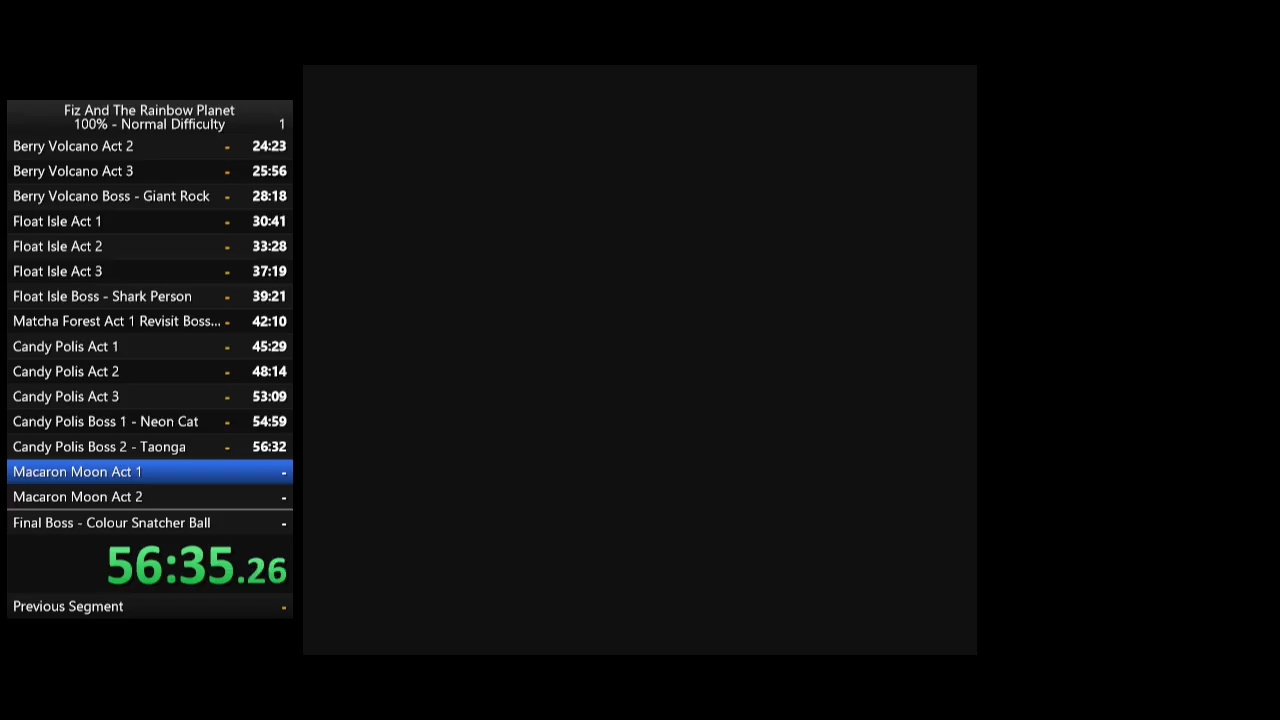 Fiz And The Rainbow Planet
100% - Normal Difficulty 1
Berry Volcano Act 2 - 24:23
Berry Volcano Act 3 - 25:56
Berry Volcano Boss - Giant Rock - 28:18
Float Isle Act 1 - 30:41
Float Isle Act 2 - 33:28
Float Isle Act 3 - 37:19
Float Isle Boss - Shark Person - 39:21
Matcha Forest Act 1 Revisit Boss... - 42:10
Candy Polis Act 1 - 45:29
Candy Polis Act 2 - 48:14
Candy Polis Act 3 - 53:09
Candy Polis Boss 1 - Neon Cat - 54:59
Candy Polis Boss 2 - Taonga - 56:32
Macaron Moon Act 1 -
Macaron Moon Act 2 -
Final Boss - Colour Snatcher Ball -
56:35.26
Previous Segment -